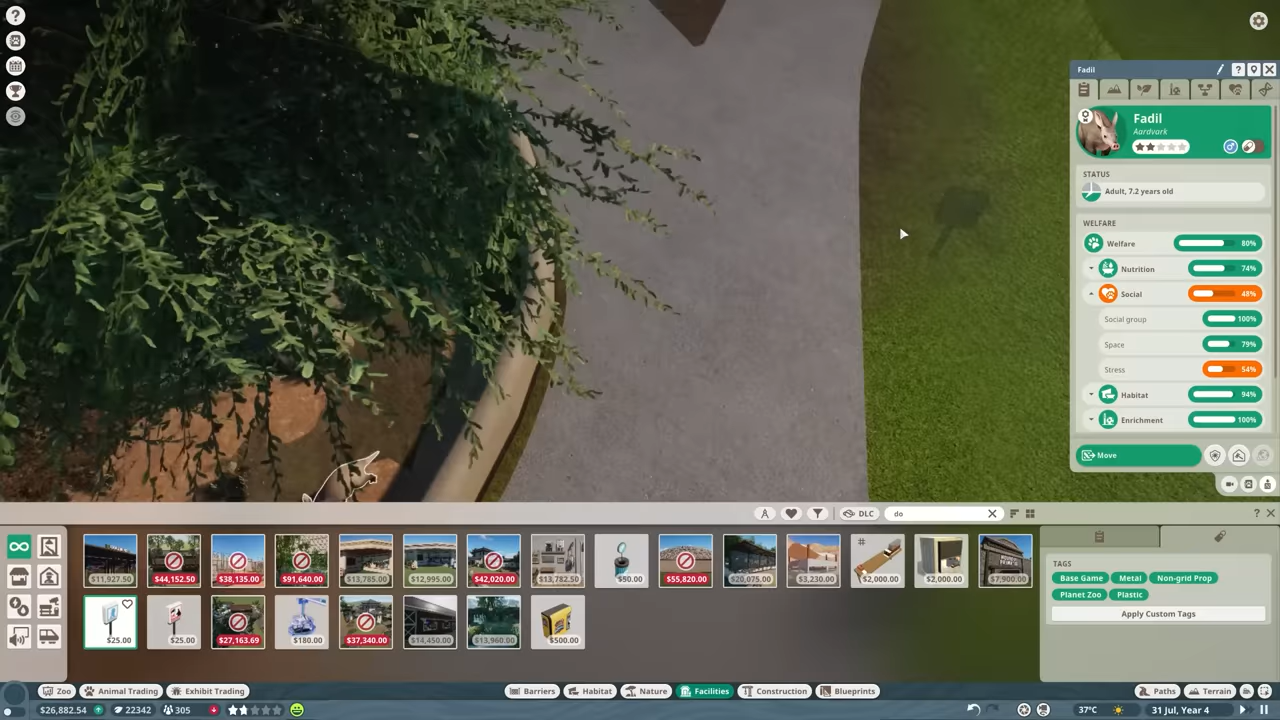 Fadil
Fadil
Aardvark
STATUS
Adult, 7.2 years old
WELFARE
Welfare 80%
Nutrition 74%
Social 48%
Social group 100%
Space 79%
Stress 54%
Habitat 94%
Enrichment 100%
Move
DLC do
$11,927.50 $44,152.50 $38,135.00 $91,640.00 $13,785.00 $12,995.00 $42,020.00 $13,782.50 $50.00 $55,820.00 $20,075.00 $3,230.00 $2,000.00 $2,000.00 $7,900.00
$25.00 $25.00 $27,163.69 $180.00 $37,340.00 $14,450.00 $13,960.00 $500.00
TAGS
Base Game Metal Non-grid Prop
Planet Zoo Plastic
Apply Custom Tags
Zoo Animal Trading Exhibit Trading Barriers Habitat Nature Facilities Construction Blueprints Paths Terrain
$26,882.54 22342 305 37°C 31 Jul, Year 4